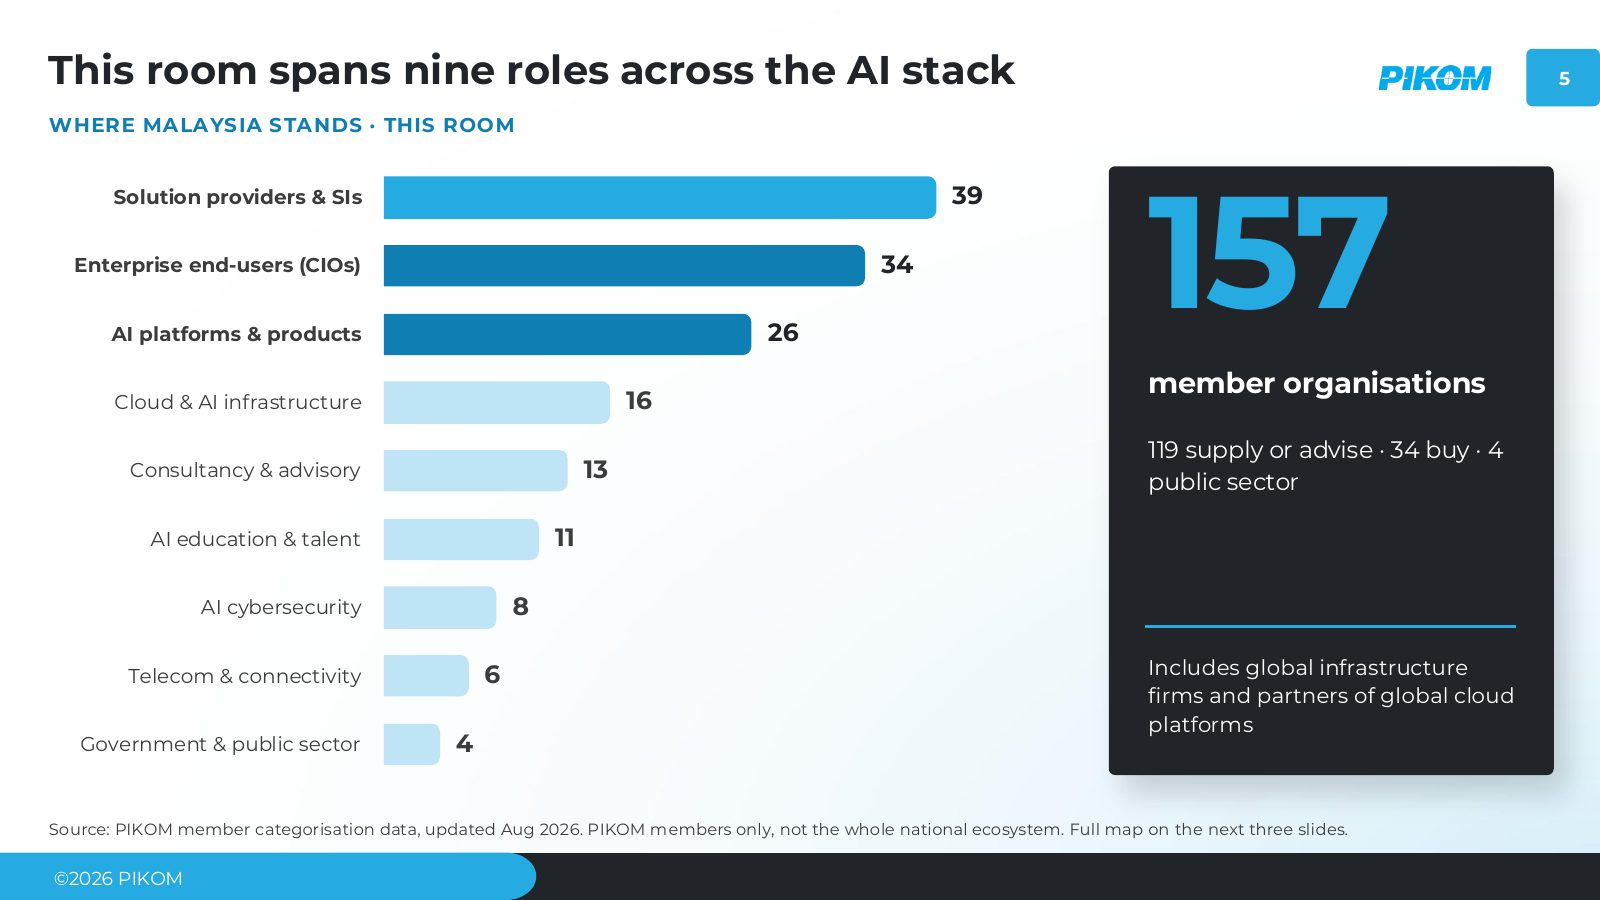 This room spans nine roles across the AI stack
PIKOM
5
WHERE MALAYSIA STANDS · THIS ROOM
Solution providers & SIs 39
Enterprise end-users (CIOs) 34
AI platforms & products 26
Cloud & AI infrastructure 16
Consultancy & advisory 13
AI education & talent 11
AI cybersecurity 8
Telecom & connectivity 6
Government & public sector 4
157
member organisations
119 supply or advise · 34 buy · 4
public sector
Includes global infrastructure
firms and partners of global cloud
platforms
Source: PIKOM member categorisation data, updated Aug 2026. PIKOM members only, not the whole national ecosystem. Full map on the next three slides.
©2026 PIKOM